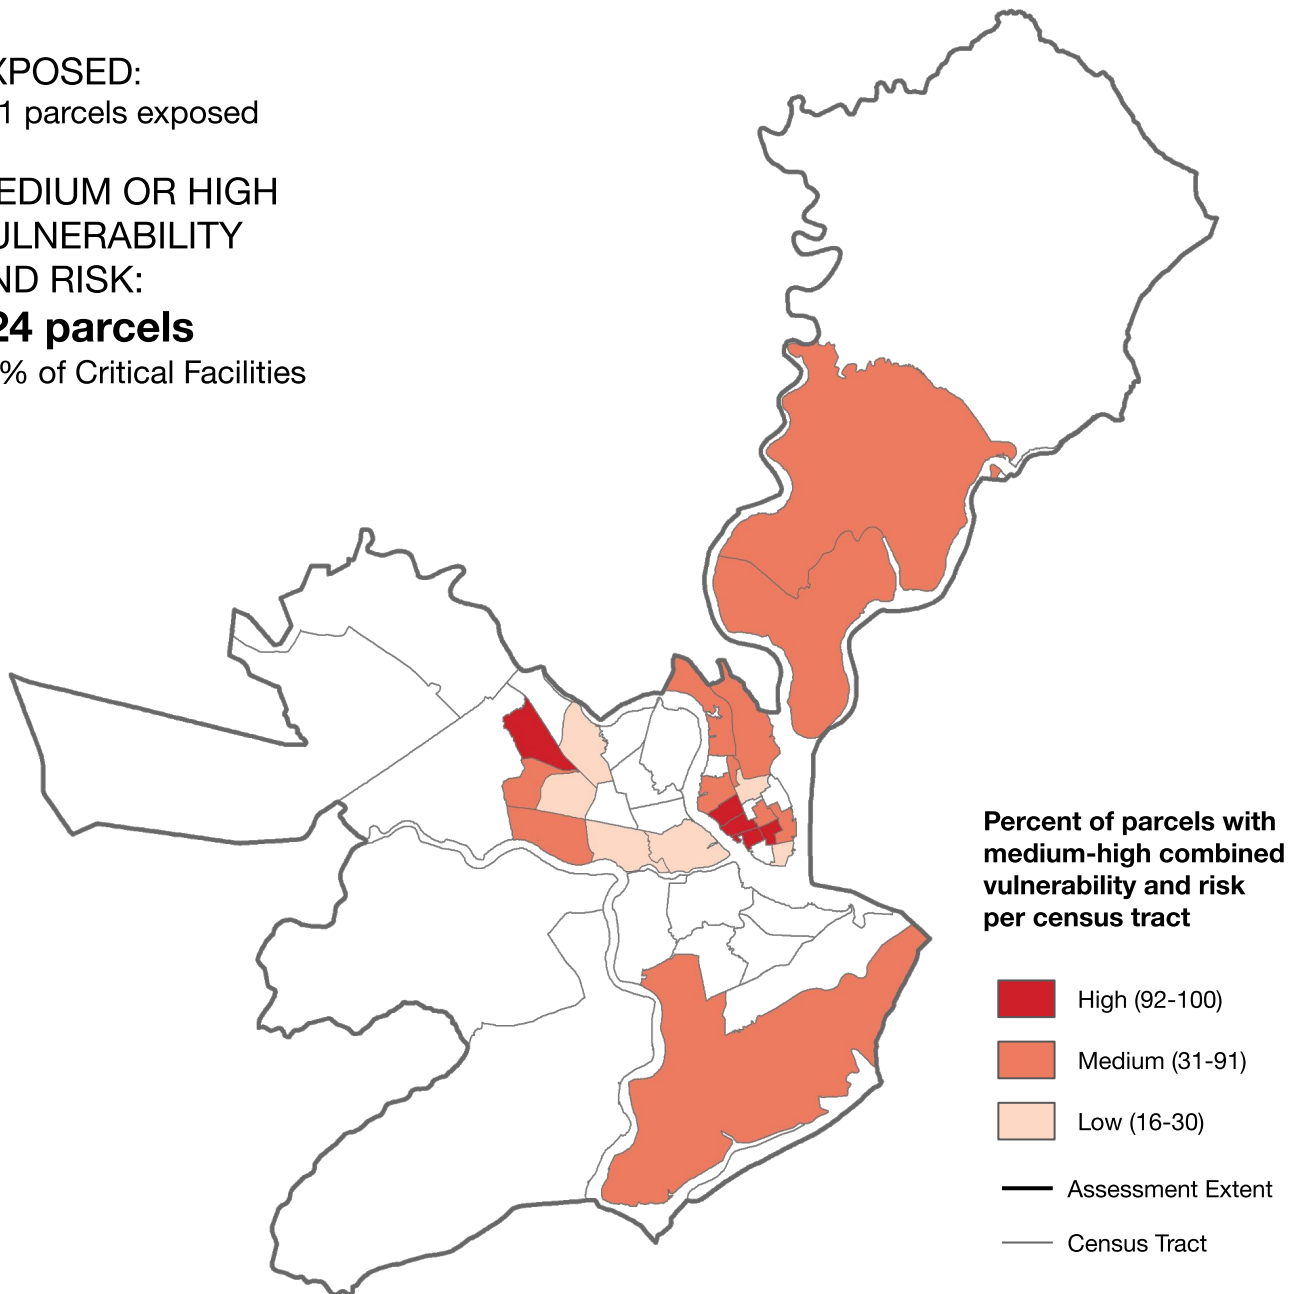 XPOSED:
1 parcels exposed
EDIUM OR HIGH
ULNERABILITY
ND RISK:
24 parcels
% of Critical Facilities
Percent of parcels with
medium-high combined
vulnerability and risk
per census tract
High (92-100)
Medium (31-91)
Low (16-30)
Assessment Extent
Census Tract